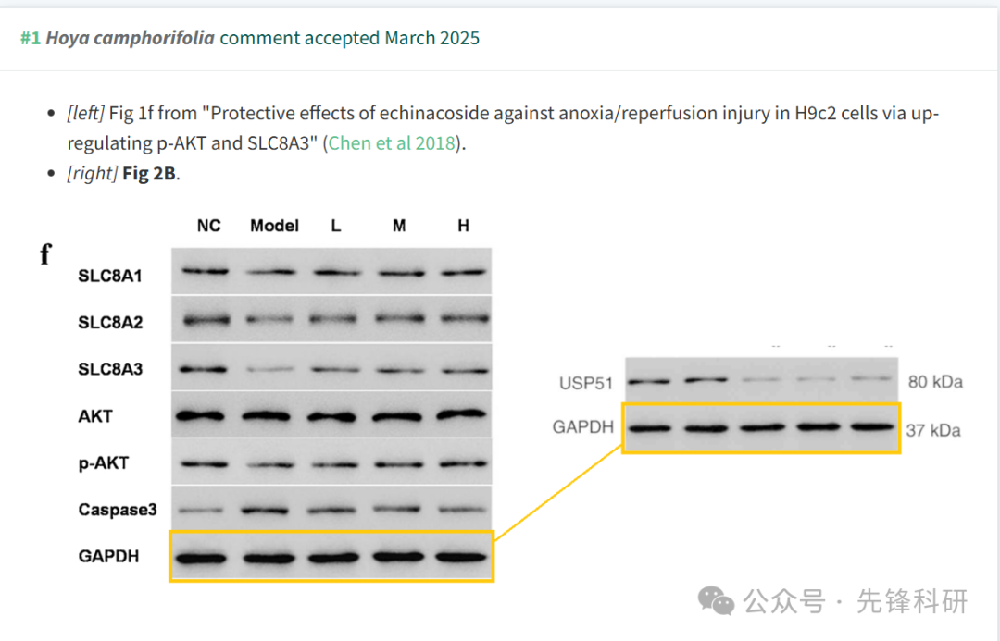 #1 Hoya camphorifolia comment accepted March 2025
• [left] Fig 1f from "Protective effects of echinacoside against anoxia/reperfusion injury in H9c2 cells via up-
regulating p-AKT and SLC8A3" (Chen et al 2018).
• [right] Fig 2B.
NC Model L M H
f
SLC8A1
SLC8A2
SLC8A3
AKT
p-AKT
Caspase3
GAPDH
USP51 80 kDa
GAPDH 37 kDa
公众号 · 先锋科研